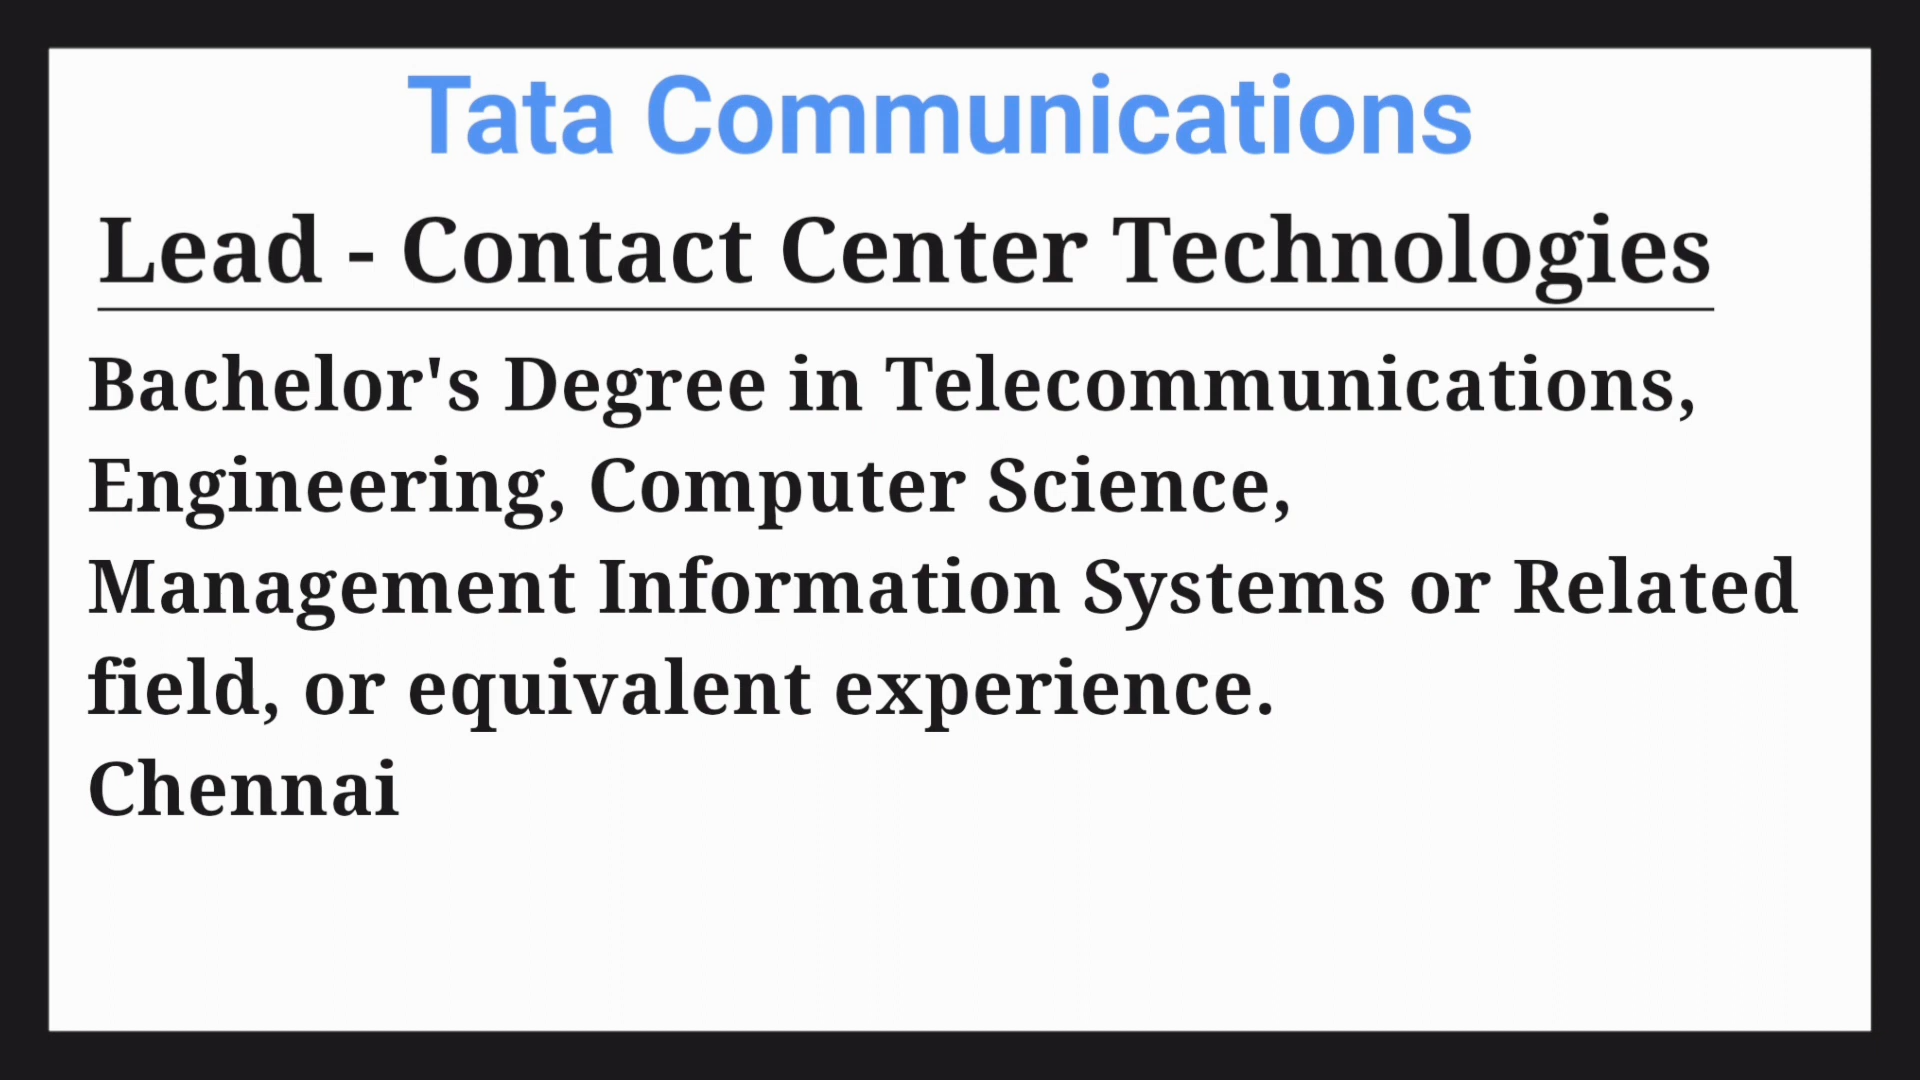 Tata Communications
Lead - Contact Center Technologies
Bachelor's Degree in Telecommunications,
Engineering, Computer Science,
Management Information Systems or Related
field, or equivalent experience.
Chennai